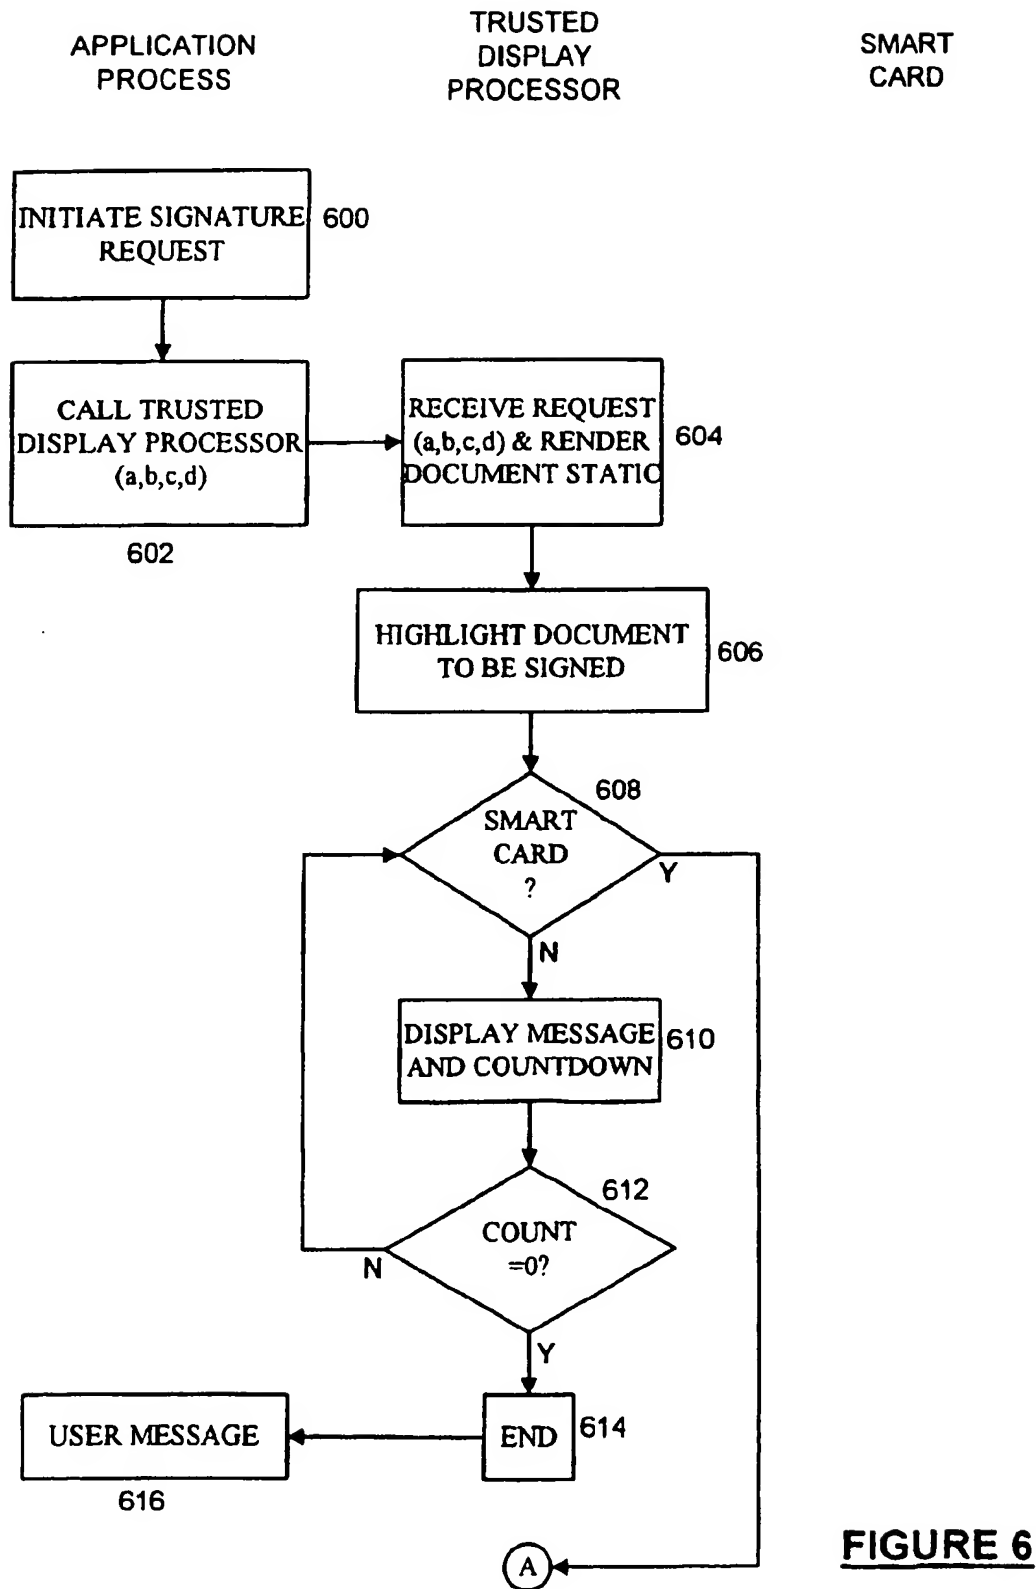 APPLICATION
PROCESS
TRUSTED
DISPLAY
PROCESSOR
SMART
CARD
INITIATE SIGNATURE
REQUEST
600
CALL TRUSTED
DISPLAY PROCESSOR
(a,b,c,d)
602
RECEIVE REQUEST
(a,b,c,d) & RENDER
DOCUMENT STATIC
604
HIGHLIGHT DOCUMENT
TO BE SIGNED
606
608
SMART
CARD
?
Y
N
DISPLAY MESSAGE
AND COUNTDOWN
610
612
COUNT
=0?
N
Y
END
614
USER MESSAGE
616
A
FIGURE 6